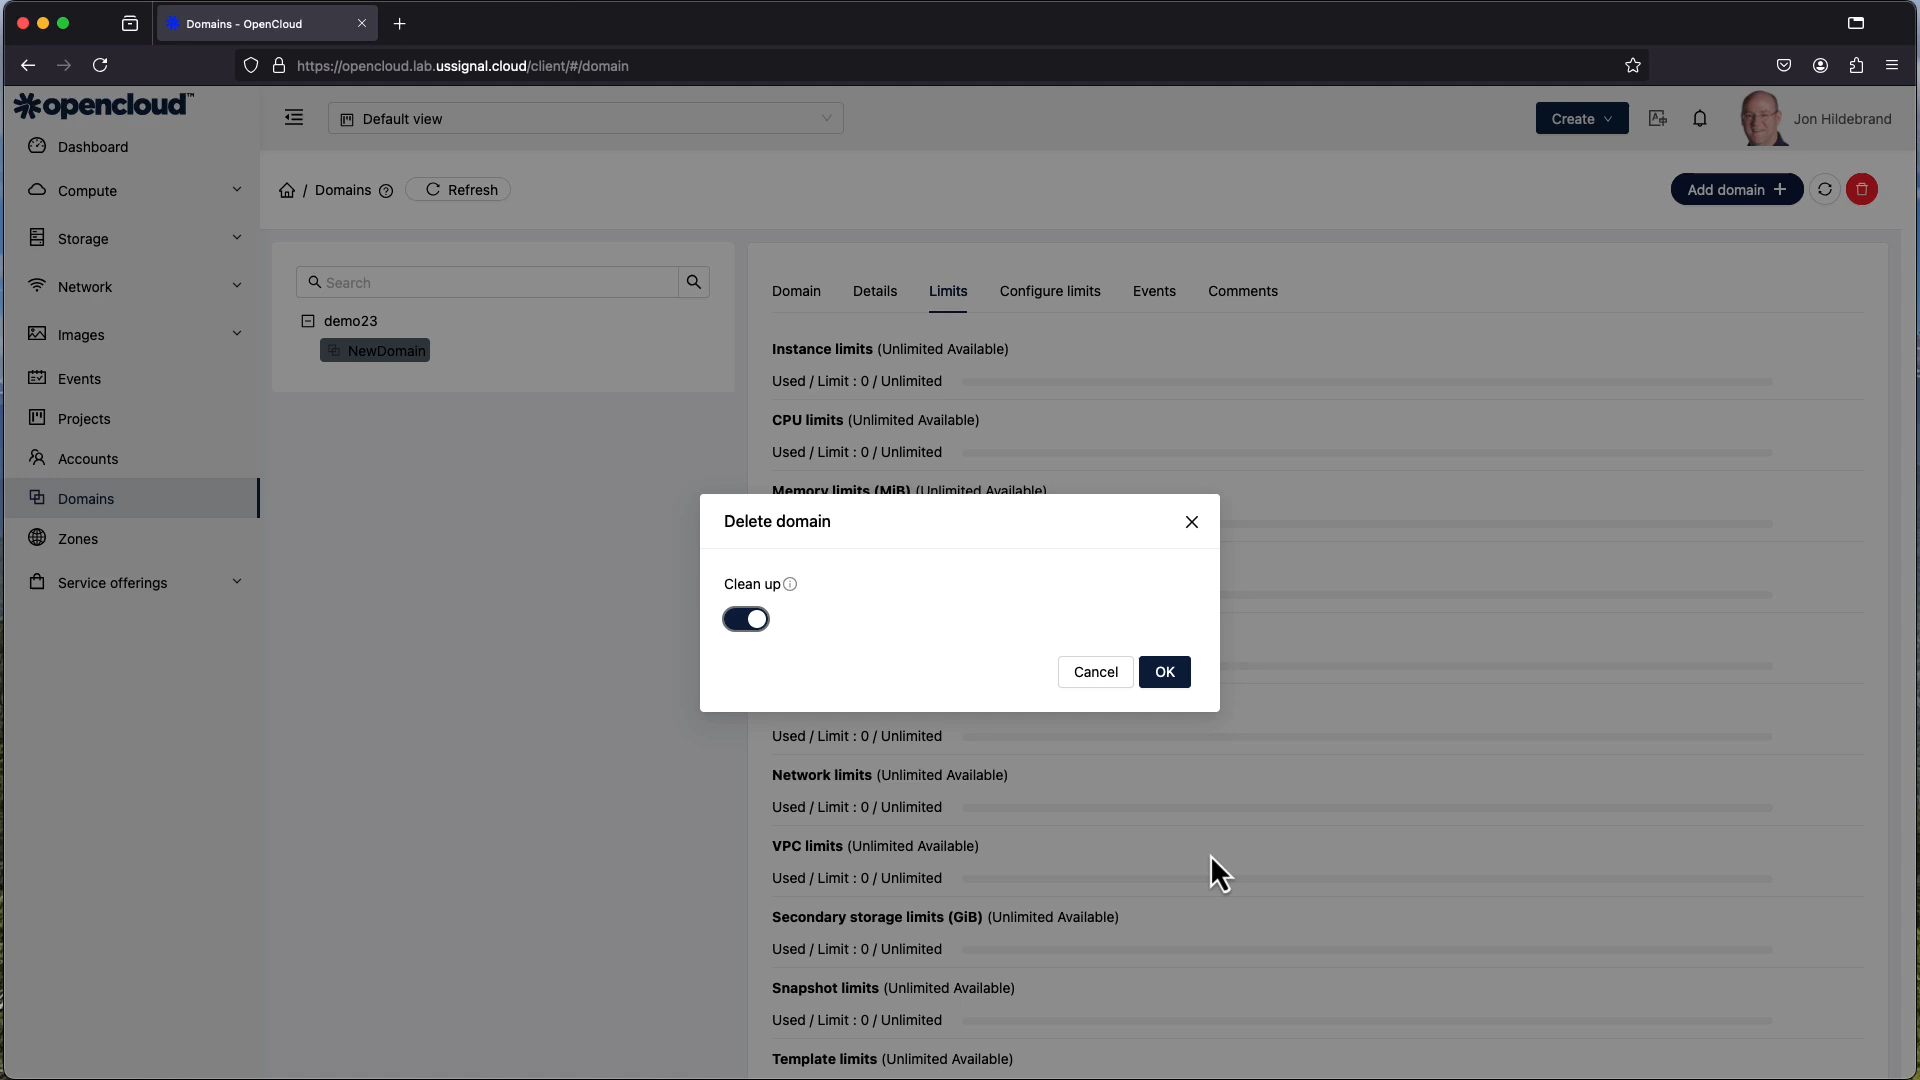 Domains - OpenCloud
https://opencloud.lab.ussignal.cloud/client/#/domain
opencloud™
Default view
Create
Jon Hildebrand
Dashboard
Compute
Storage
Network
Images
Events
Projects
Accounts
Domains
Zones
Service offerings
/ Domains
Refresh
Add domain +
Search
demo23
NewDomain
Domain
Details
Limits
Configure limits
Events
Comments
Instance limits (Unlimited Available)
Used / Limit : 0 / Unlimited
CPU limits (Unlimited Available)
Used / Limit : 0 / Unlimited
Memory limits (MiB) (Unlimited Available)
Delete domain
Clean up
Cancel
OK
Used / Limit : 0 / Unlimited
Network limits (Unlimited Available)
Used / Limit : 0 / Unlimited
VPC limits (Unlimited Available)
Used / Limit : 0 / Unlimited
Secondary storage limits (GiB) (Unlimited Available)
Used / Limit : 0 / Unlimited
Snapshot limits (Unlimited Available)
Used / Limit : 0 / Unlimited
Template limits (Unlimited Available)